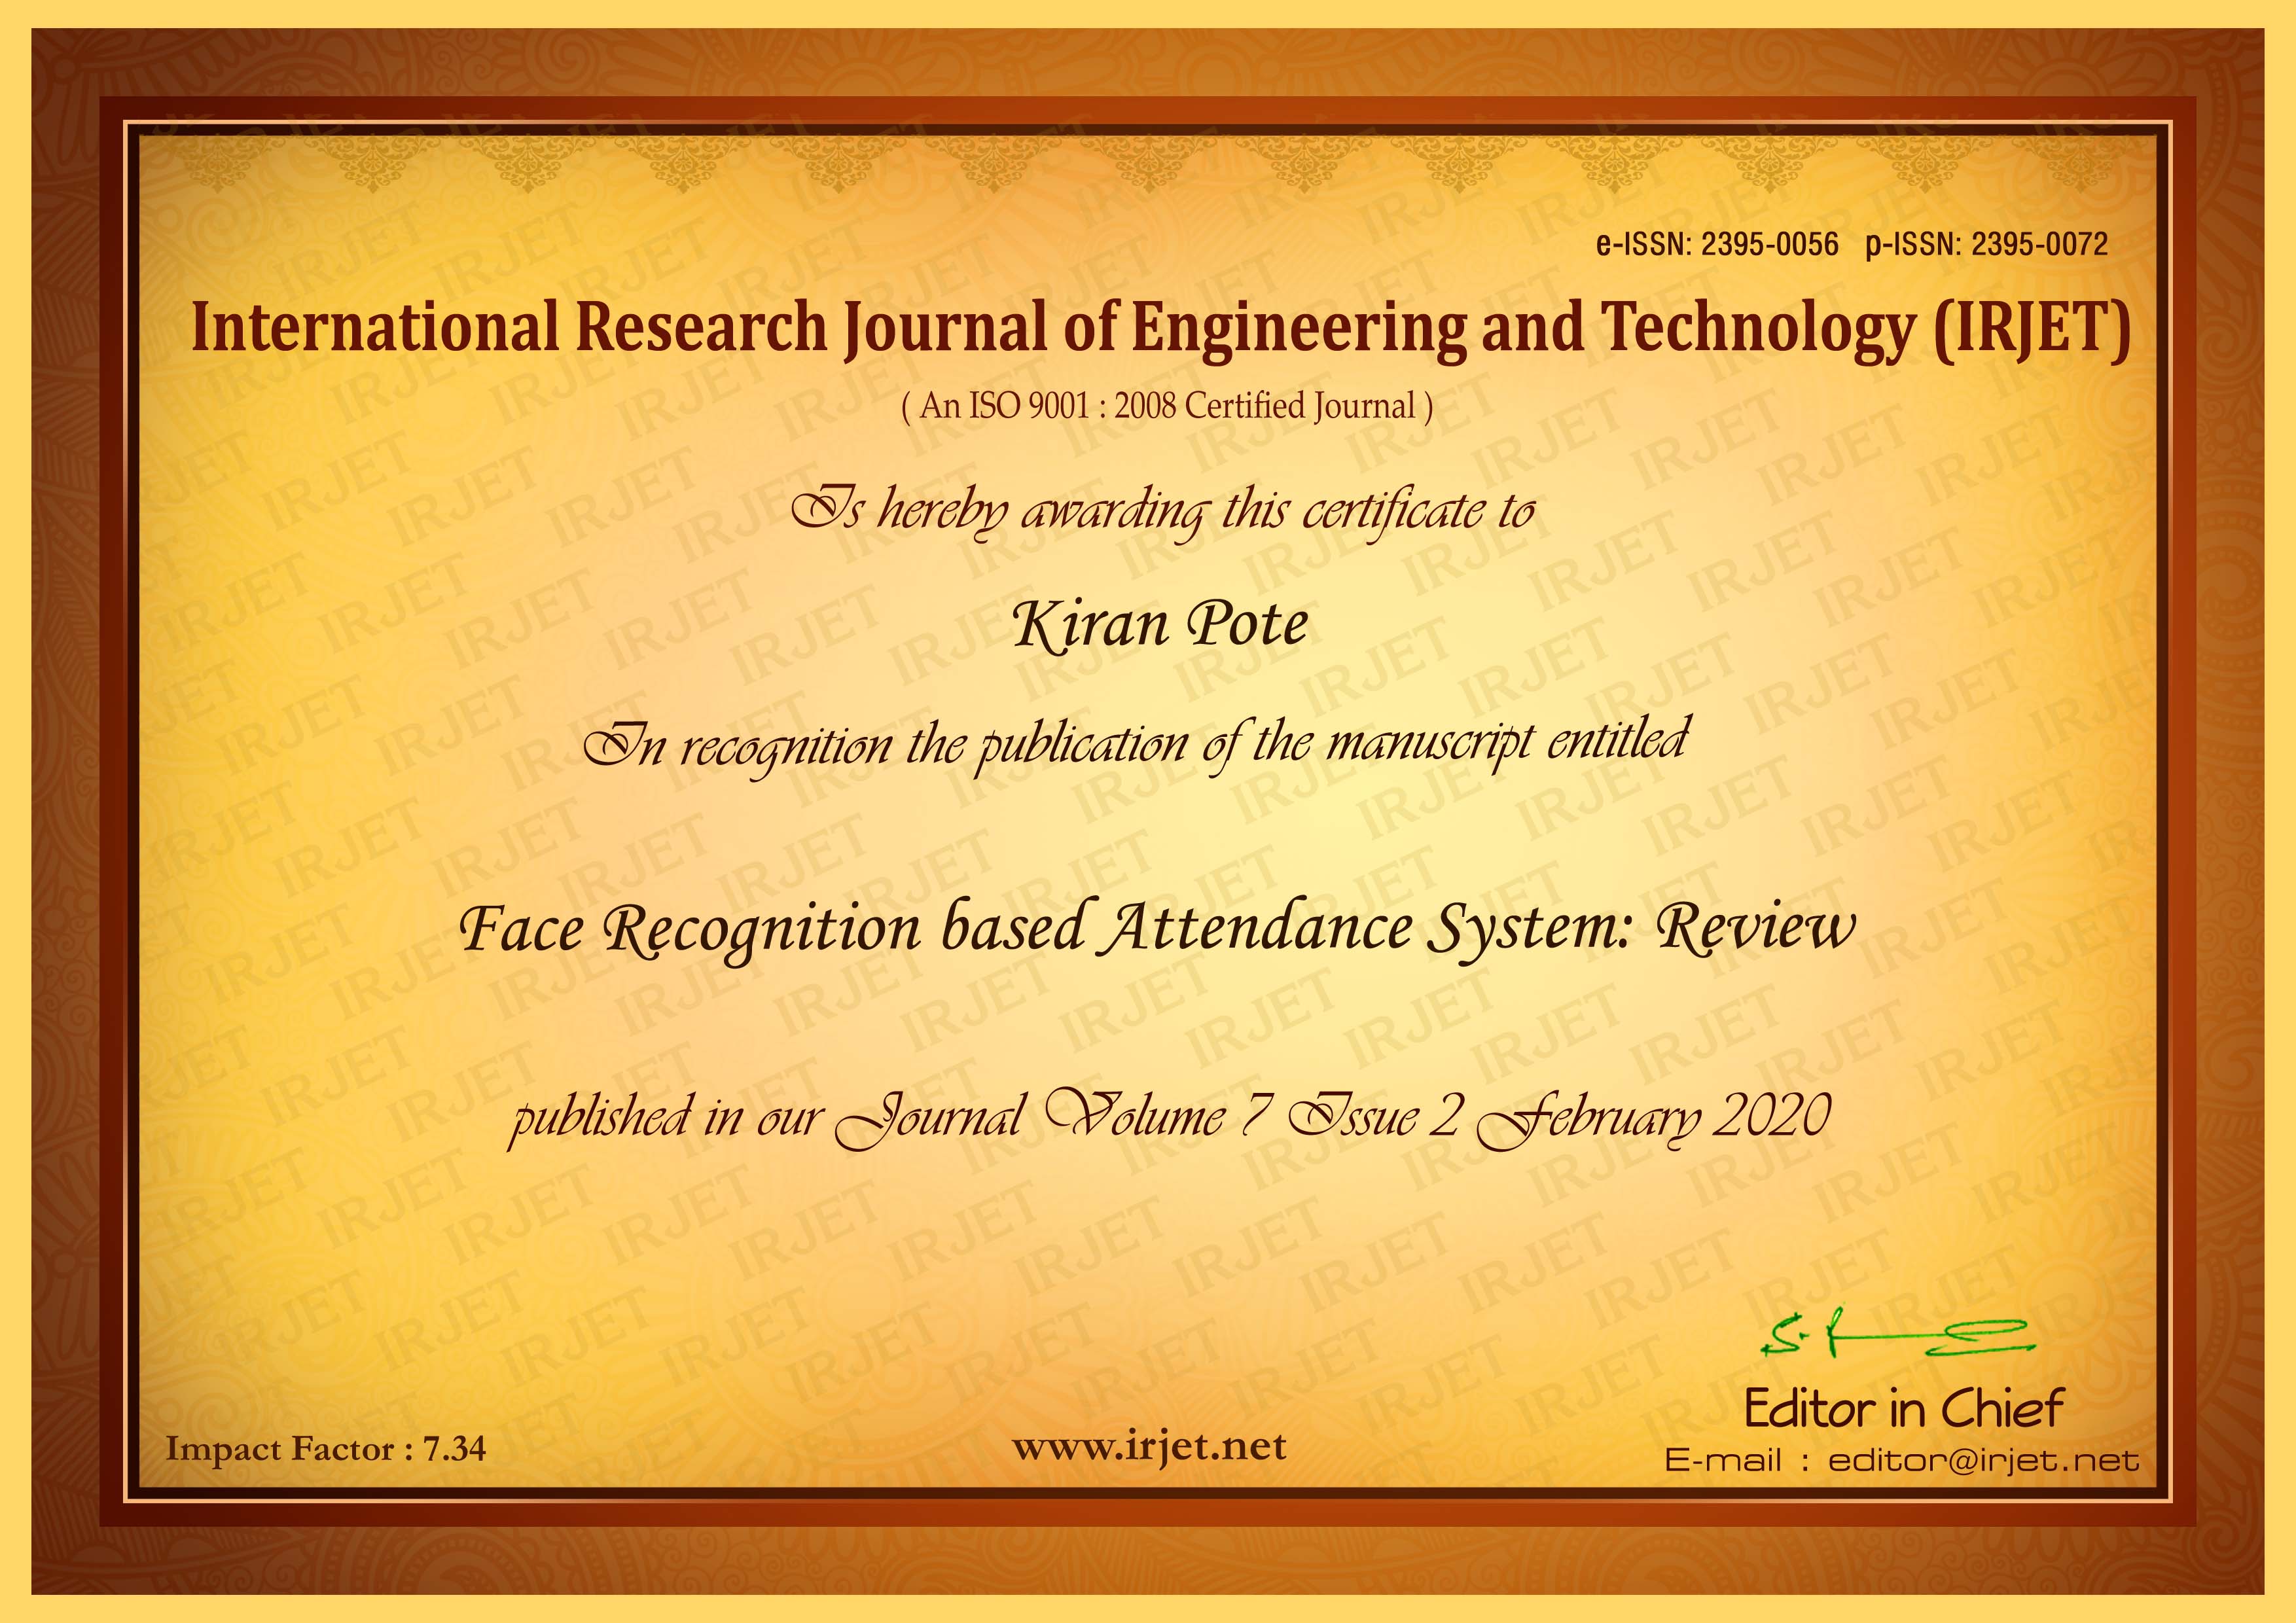 e-ISSN: 2395-0056 p-ISSN: 2395-0072
International Research Journal of Engineering and Technology (IRJET)
( An ISO 9001 : 2008 Certified Journal )
Is hereby awarding this certificate to
Kiran Pote
In recognition the publication of the manuscript entitled
Face Recognition based Attendance System: Review
published in our Journal Volume 7 Issue 2 February 2020
Editor in Chief
Impact Factor : 7.34
www.irjet.net
E-mail : editor@irjet.net